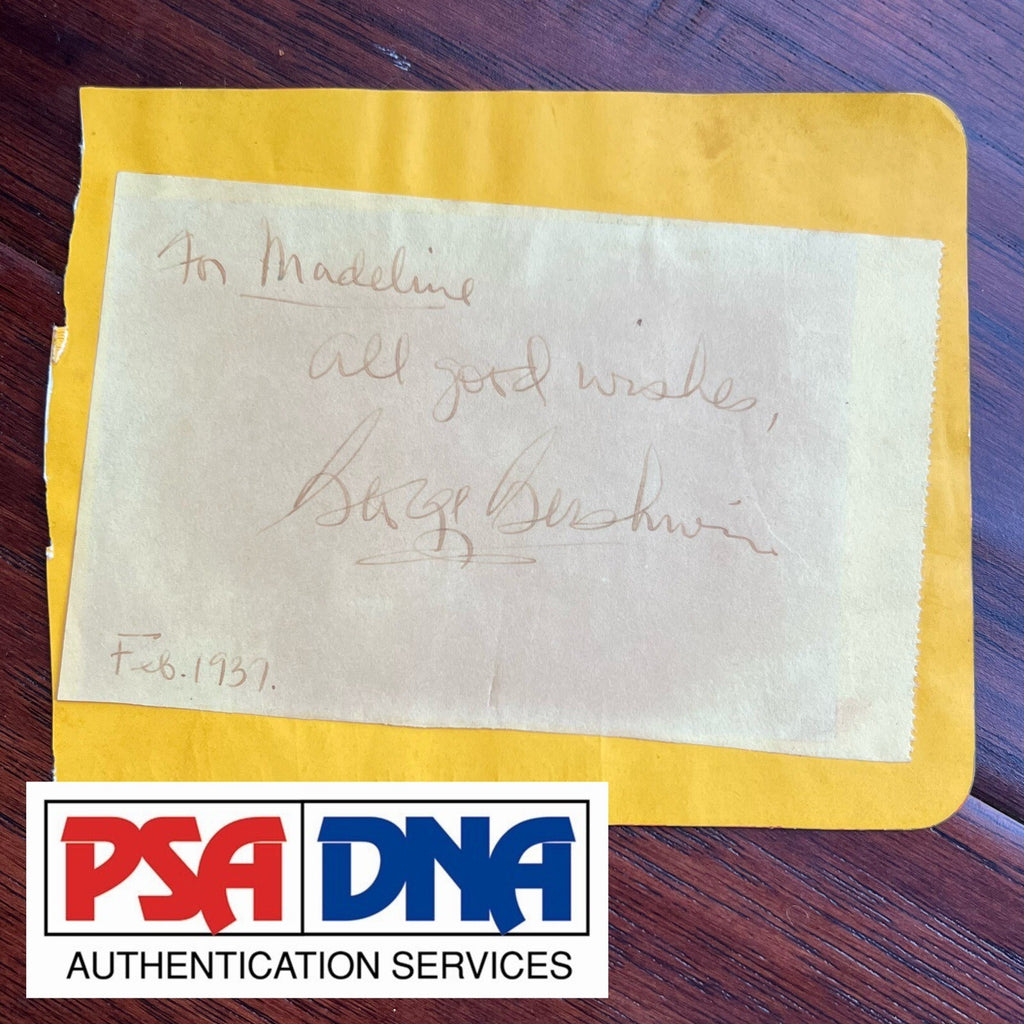 For Madeline
all good wishes,
George Gershwin
Feb. 1937.
PSA DNA
AUTHENTICATION SERVICES